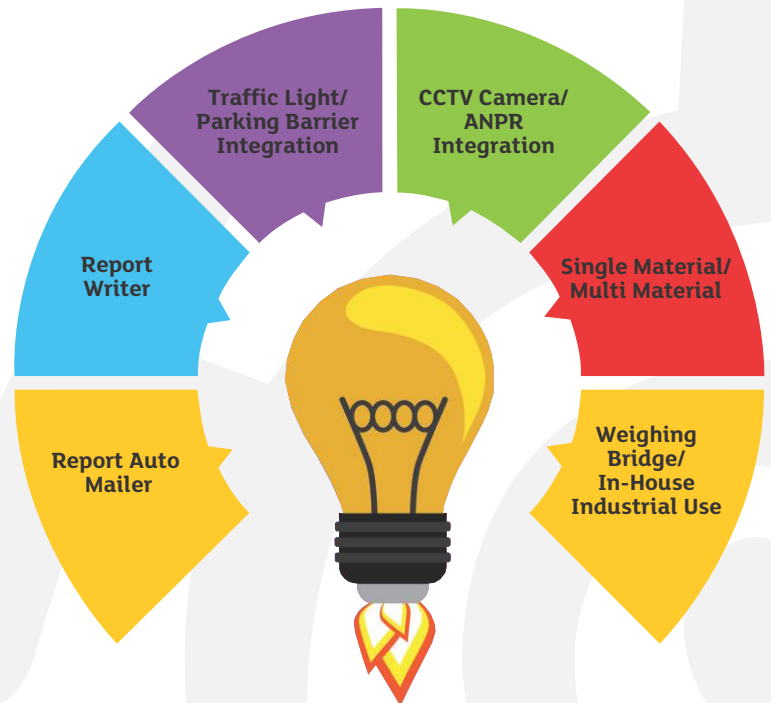 Traffic Light/
Parking Barrier
Integration
CCTV Camera/
ANPR
Integration
Report
Writer
Single Material/
Multi Material
Report Auto
Mailer
Weighing
Bridge/
In-House
Industrial Use